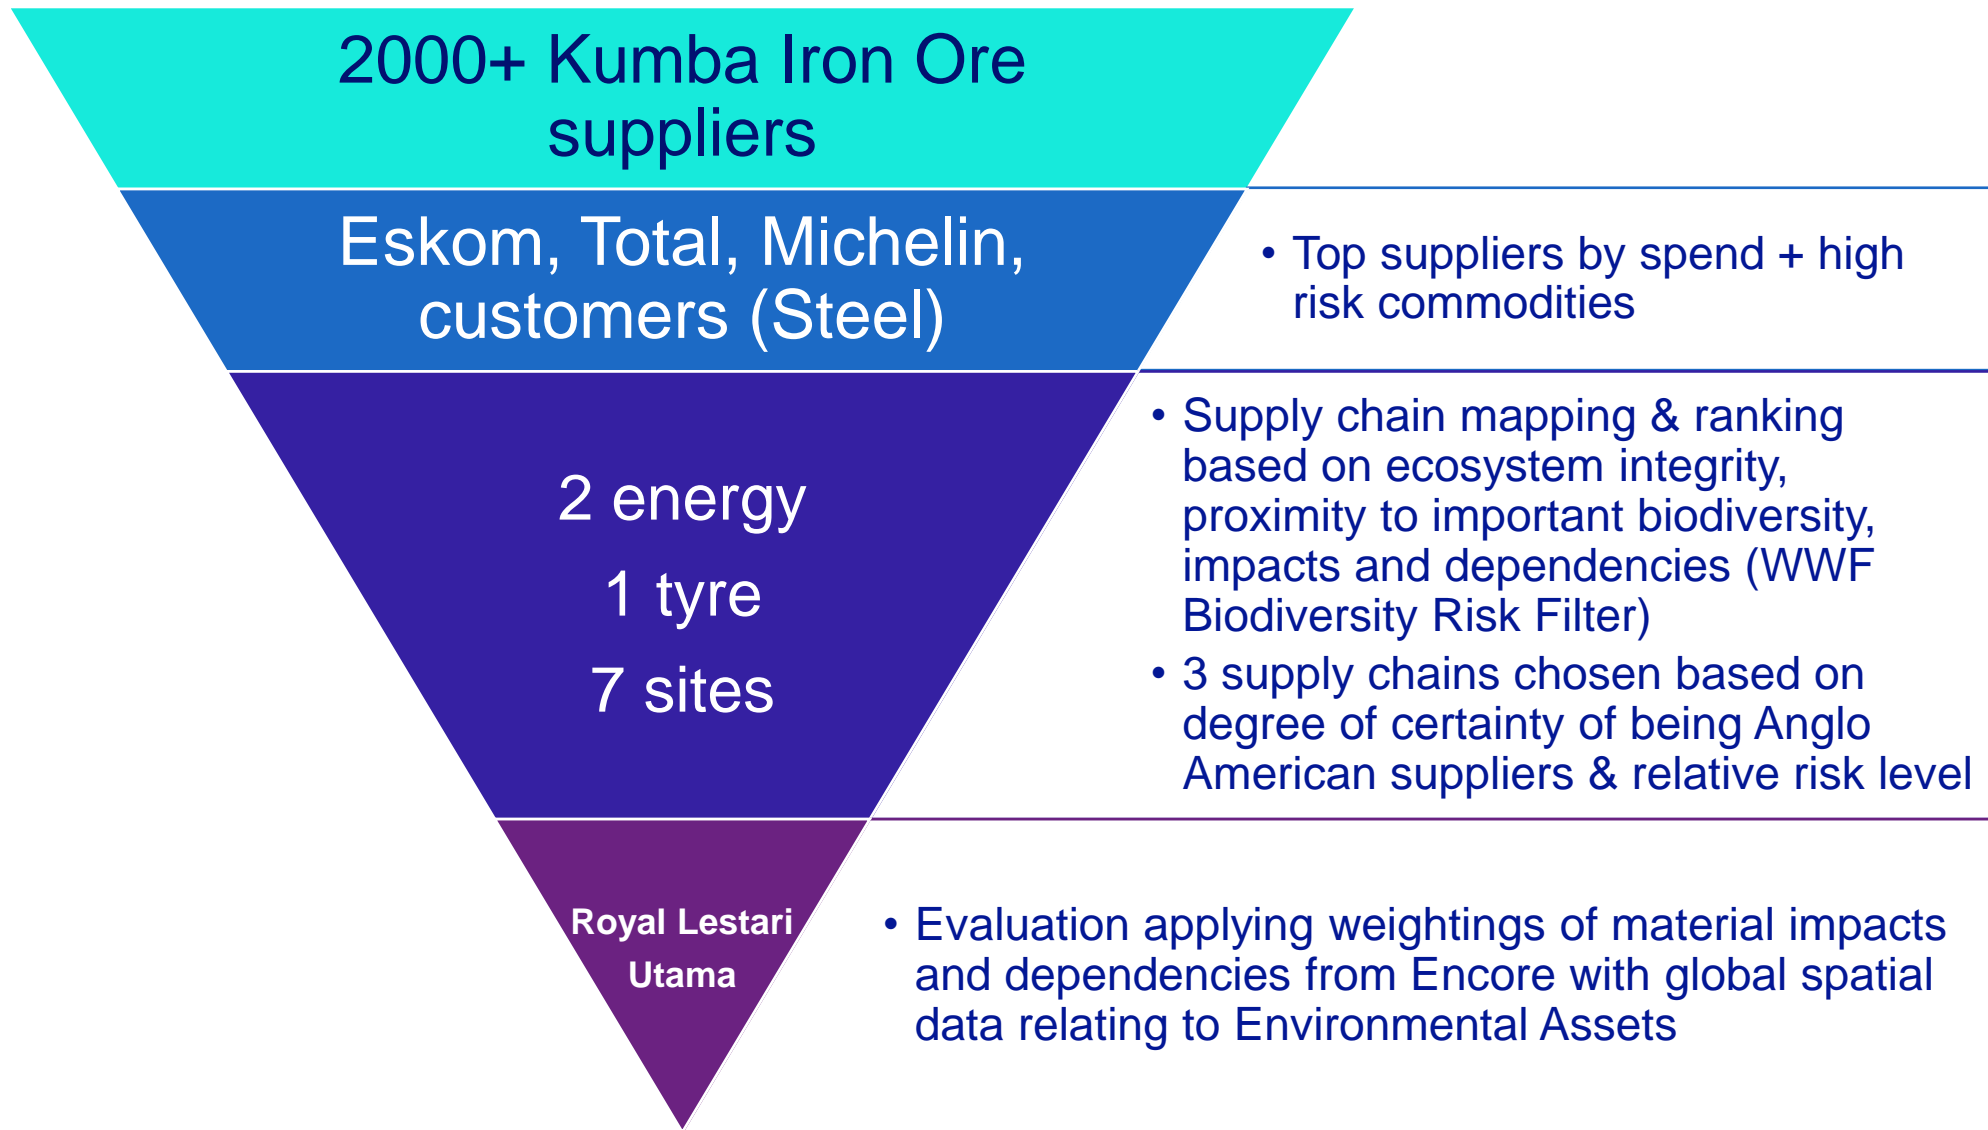 2000+ Kumba Iron Ore
suppliers
Eskom, Total, Michelin,
customers (Steel)
• Top suppliers by spend + high
risk commodities
2 energy
1 tyre
7 sites
• Supply chain mapping & ranking
based on ecosystem integrity,
proximity to important biodiversity,
impacts and dependencies (WWF
Biodiversity Risk Filter)
• 3 supply chains chosen based on
degree of certainty of being Anglo
American suppliers & relative risk level
Royal Lestari
Utama
• Evaluation applying weightings of material impacts
and dependencies from Encore with global spatial
data relating to Environmental Assets